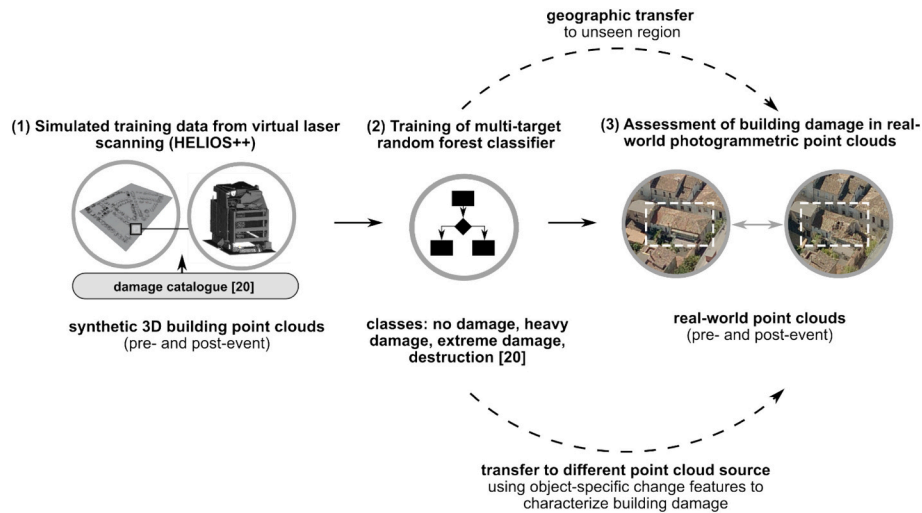 geographic transfer
to unseen region
(1) Simulated training data from virtual laser
scanning (HELIOS++)
(2) Training of multi-target
random forest classifier
(3) Assessment of building damage in real-
world photogrammetric point clouds
damage catalogue [20]
synthetic 3D building point clouds
(pre- and post-event)
classes: no damage, heavy
damage, extreme damage,
destruction [20]
real-world point clouds
(pre- and post-event)
transfer to different point cloud source
using object-specific change features to
characterize building damage